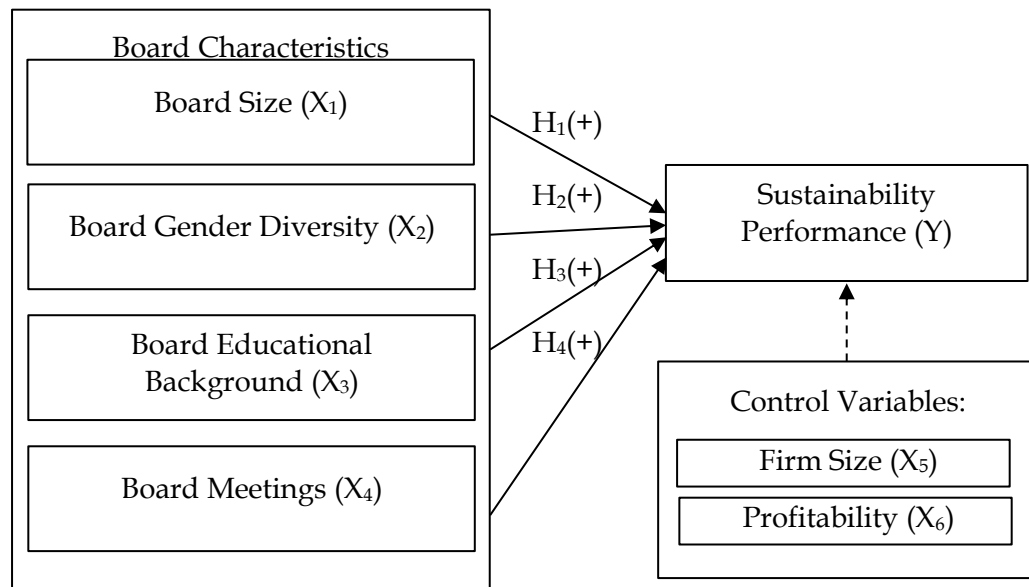 Board Characteristics
Board Size (X₁)
Board Gender Diversity (X₂)
Board Educational
Background (X₃)
Board Meetings (X₄)
H₁(+)
H₂(+)
H₃(+)
H₄(+)
Sustainability
Performance (Y)
Control Variables:
Firm Size (X₅)
Profitability (X₆)